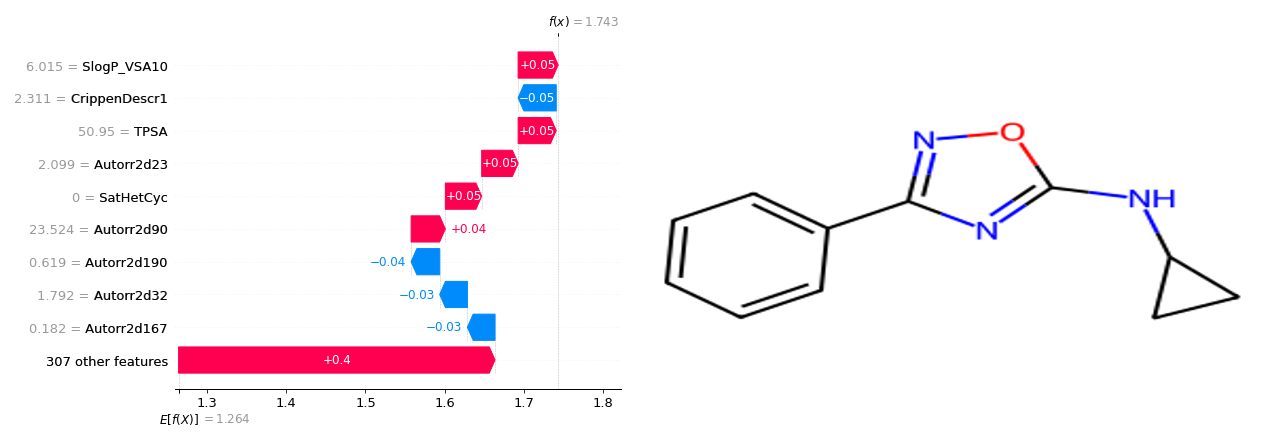 f(x) = 1.743
6.015 = SlogP_VSA10
+0.05
2.311 = CrippenDescr1
−0.05
50.95 = TPSA
+0.05
2.099 = Autorr2d23
+0.05
0 = SatHetCyc
+0.05
23.524 = Autorr2d90
+0.04
0.619 = Autorr2d190
−0.04
1.792 = Autorr2d32
−0.03
0.182 = Autorr2d167
−0.03
307 other features
+0.4
1.3 1.4 1.5 1.6 1.7 1.8
E[f(X)] = 1.264
N O
NH
N